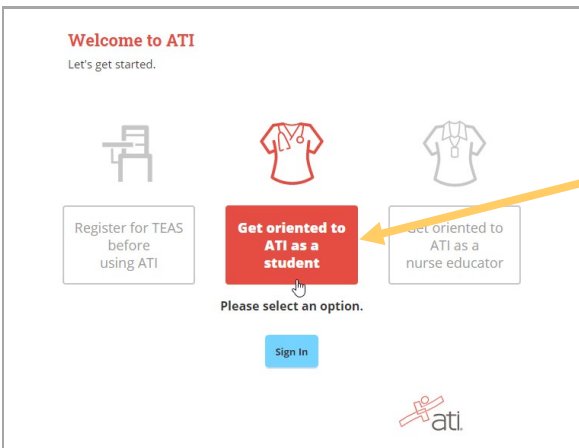 Welcome to ATI
Let's get started.
Register for TEAS
before
using ATI
Get oriented to
ATI as a
student
Get oriented to
ATI as a
nurse educator
Please select an option.
Sign In
ati